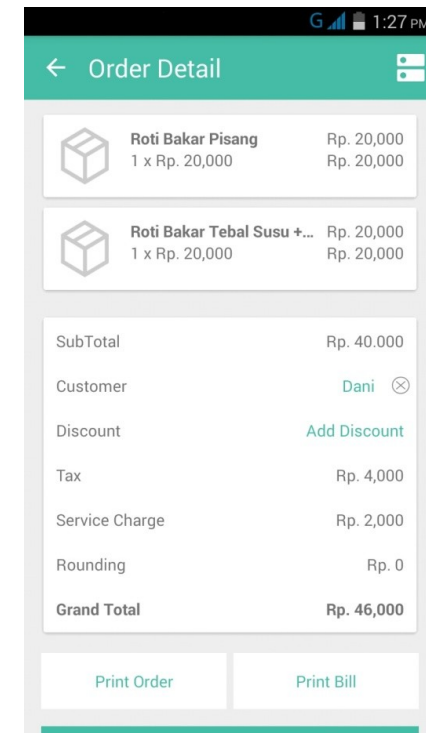 G 1:27 PM
Order Detail
Roti Bakar Pisang Rp. 20,000
1 x Rp. 20,000 Rp. 20,000
Roti Bakar Tebal Susu +... Rp. 20,000
1 x Rp. 20,000 Rp. 20,000
SubTotal Rp. 40.000
Customer Dani
Discount Add Discount
Tax Rp. 4,000
Service Charge Rp. 2,000
Rounding Rp. 0
Grand Total Rp. 46,000
Print Order Print Bill